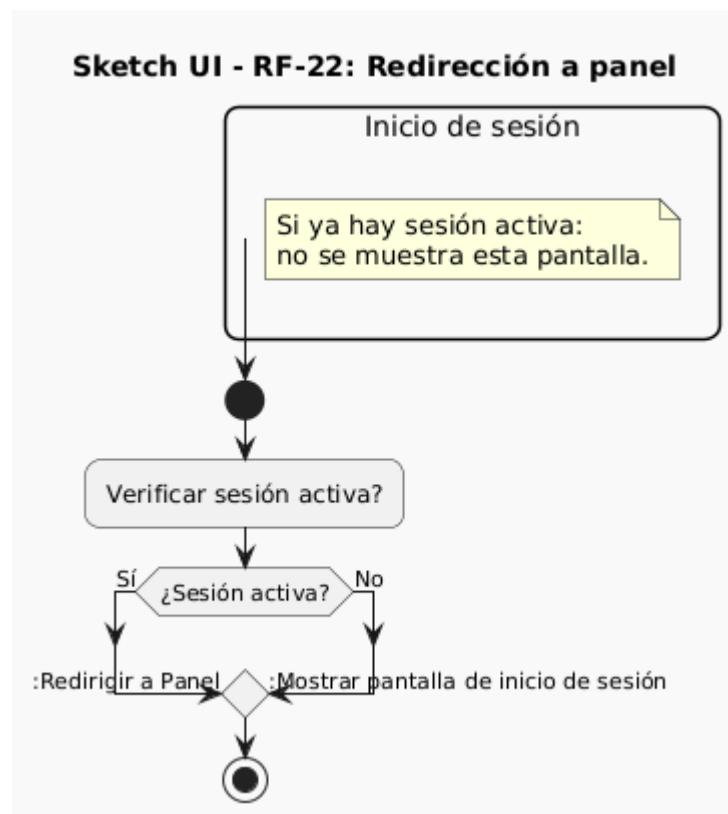 Sketch UI - RF-22: Redirección a panel
Inicio de sesión
Si ya hay sesión activa:
no se muestra esta pantalla.
Verificar sesión activa?
Sí
¿Sesión activa?
No
:Redirigir a Panel
:Mostrar pantalla de inicio de sesión